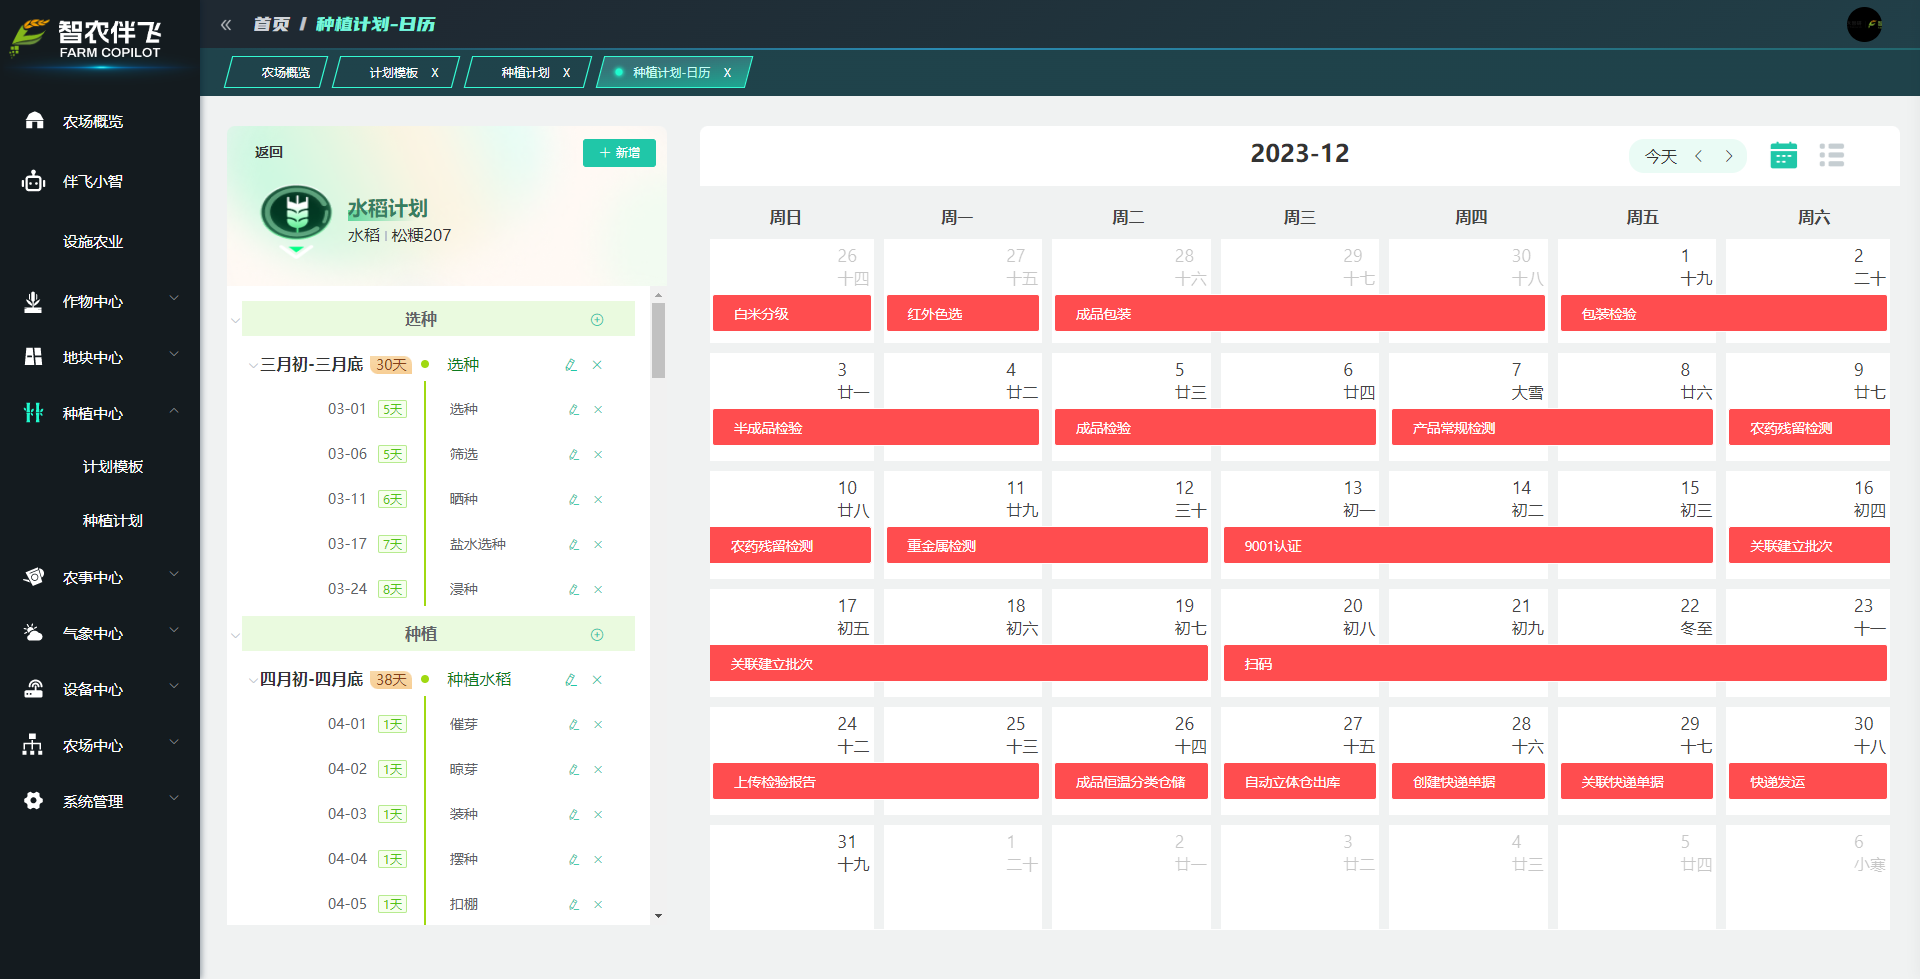 智农伴飞
FARM COPILOT
农场概览
伴飞小智
设施农业
作物中心
地块中心
种植中心
计划模板
种植计划
农事中心
气象中心
设备中心
农场中心
系统管理
« 首页 / 种植计划-日历
农场概览 计划模板 X 种植计划 X 种植计划-日历 X
返回 + 新增
水稻计划
水稻 | 松粳207
选种
三月初-三月底 30天 选种
03-01 5天 选种
03-06 5天 筛选
03-11 6天 晒种
03-17 7天 盐水选种
03-24 8天 浸种
种植
四月初-四月底 38天 种植水稻
04-01 1天 催芽
04-02 1天 晾芽
04-03 1天 装种
04-04 1天 摆种
04-05 1天 扣棚
2023-12 今天 < >
周日 周一 周二 周三 周四 周五 周六
26 27 28 29 30 1 2
十四 十五 十六 十七 十八 十九 二十
白米分级 红外色选 成品包装 包装检验
3 4 5 6 7 8 9
廿一 廿二 廿三 廿四 大雪 廿六 廿七
半成品检验 成品检验 产品常规检测 农药残留检测
10 11 12 13 14 15 16
廿八 廿九 三十 初一 初二 初三 初四
农药残留检测 重金属检测 9001认证 关联建立批次
17 18 19 20 21 22 23
初五 初六 初七 初八 初九 冬至 十一
关联建立批次 扫码
24 25 26 27 28 29 30
十二 十三 十四 十五 十六 十七 十八
上传检验报告 成品恒温分类仓储 自动立体仓出库 创建快递单据 关联快递单据 快递发运
31 1 2 3 4 5 6
十九 二十 廿一 廿二 廿三 廿四 小寒